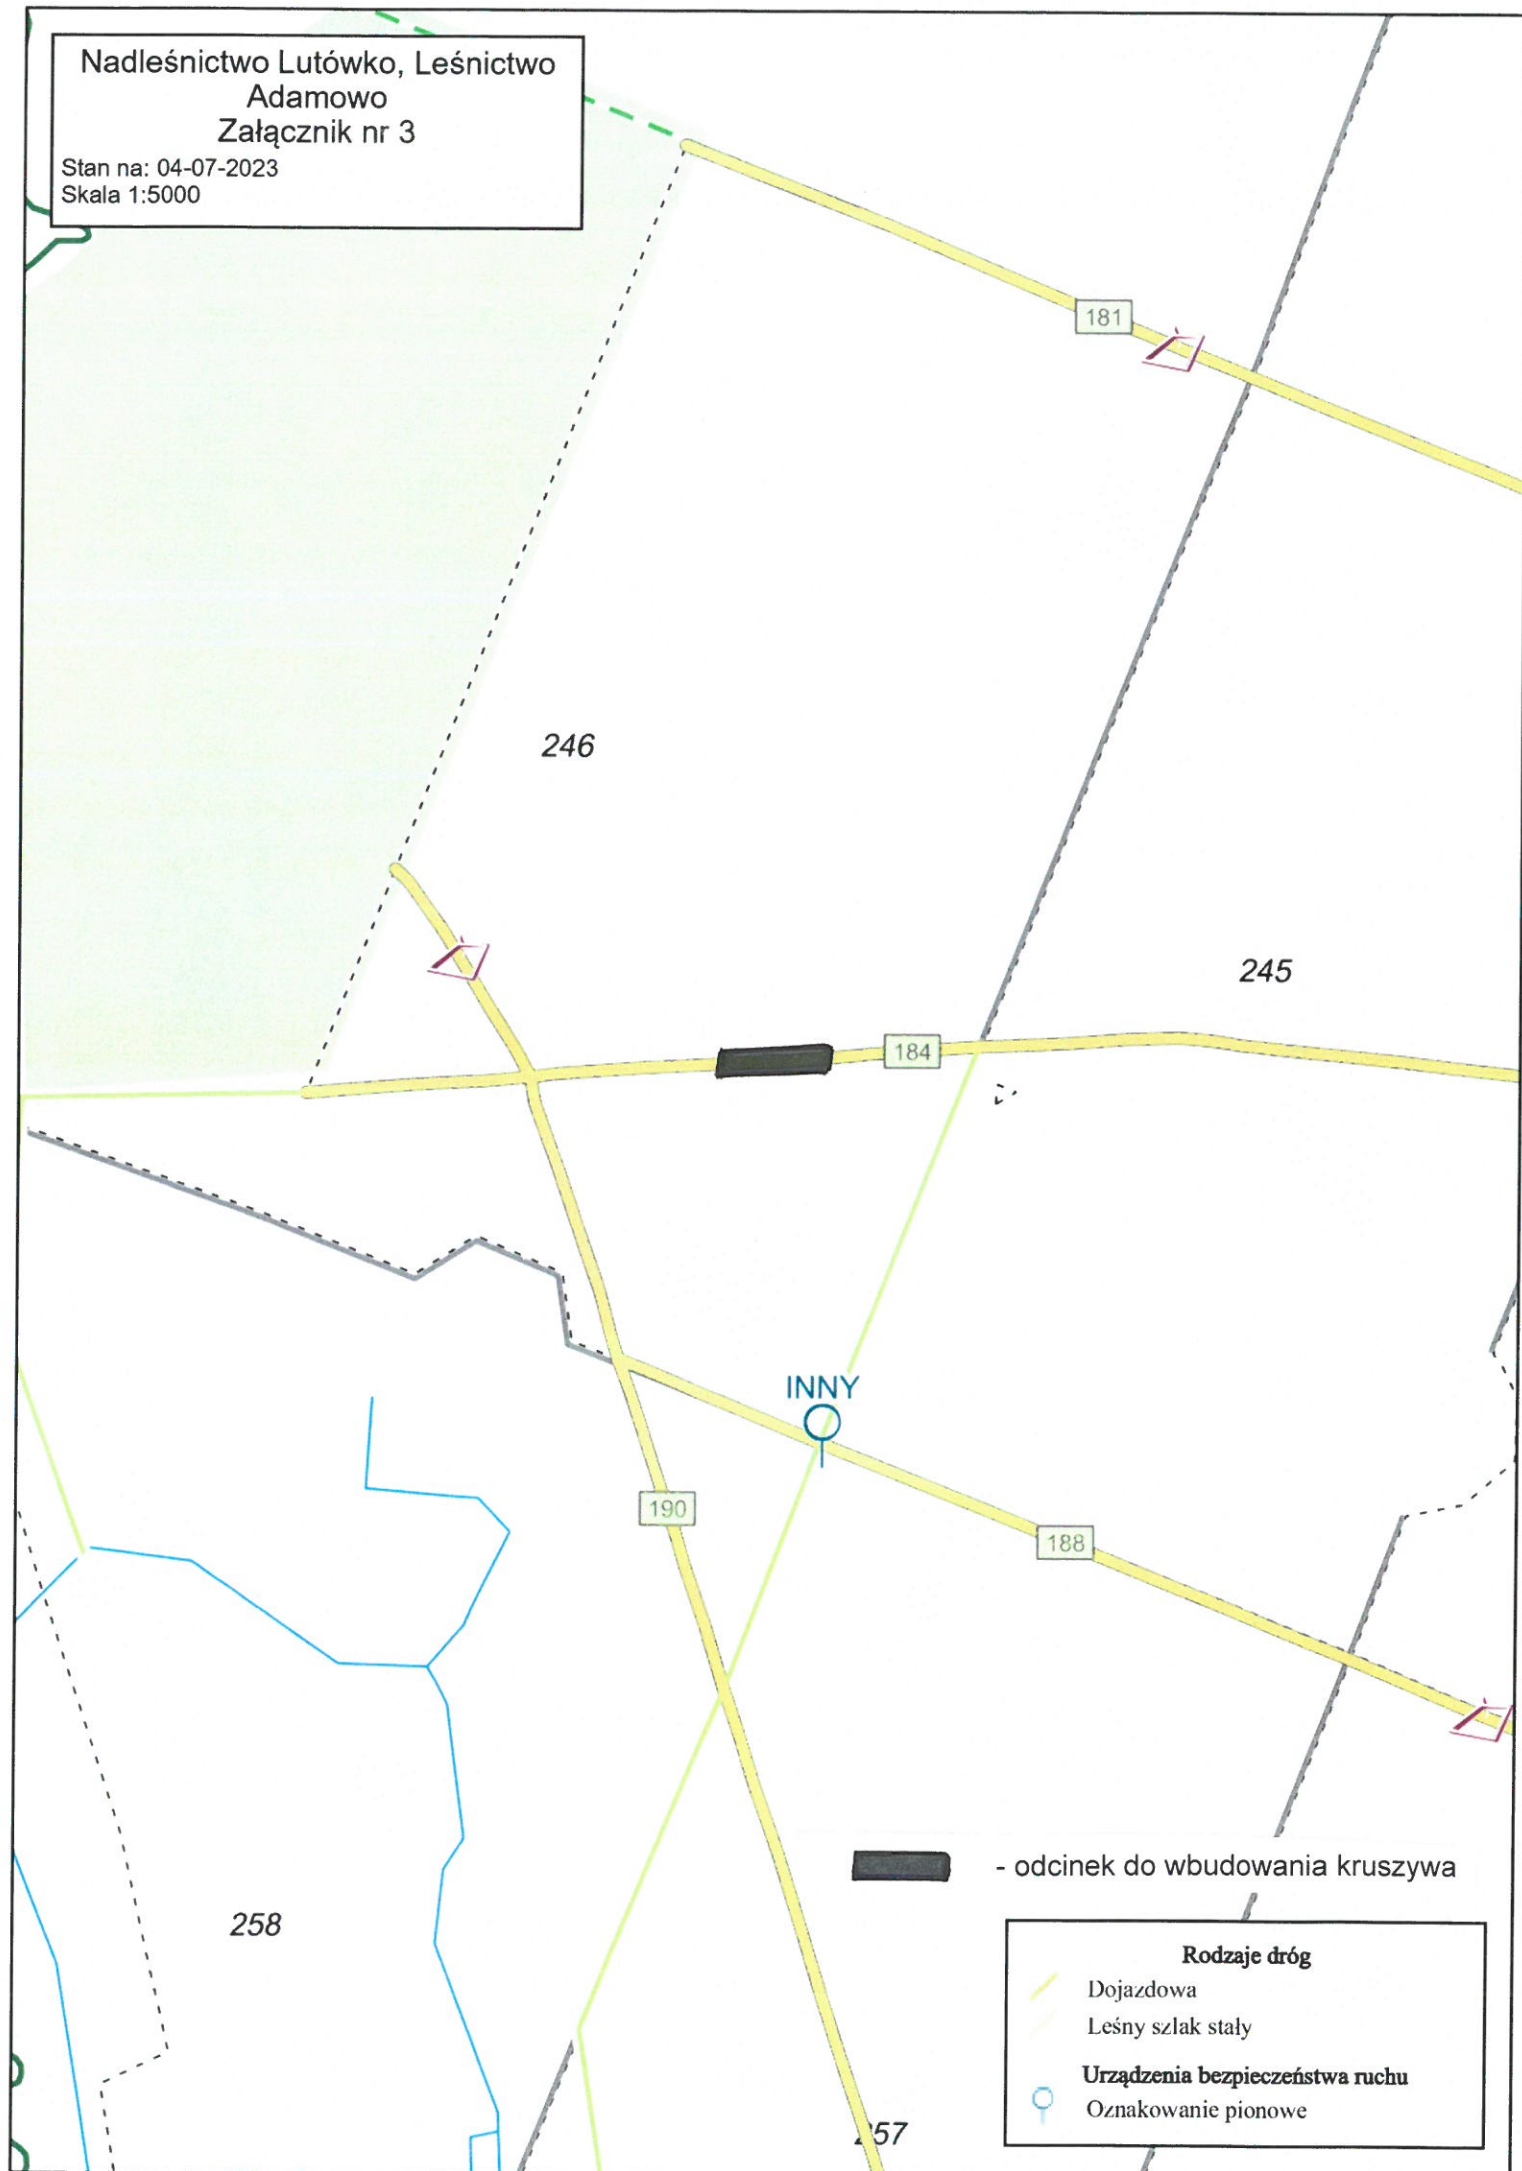 Nadleśnictwo Lutówko, Leśnictwo
Adamowo
Załącznik nr 3
Stan na: 04-07-2023
Skala 1:5000
181
246
245
184
INNY
190
188
- odcinek do wbudowania kruszywa
258
Rodzaje dróg
Dojazdowa
Leśny szlak stały
Urządzenia bezpieczeństwa ruchu
Oznakowanie pionowe
257